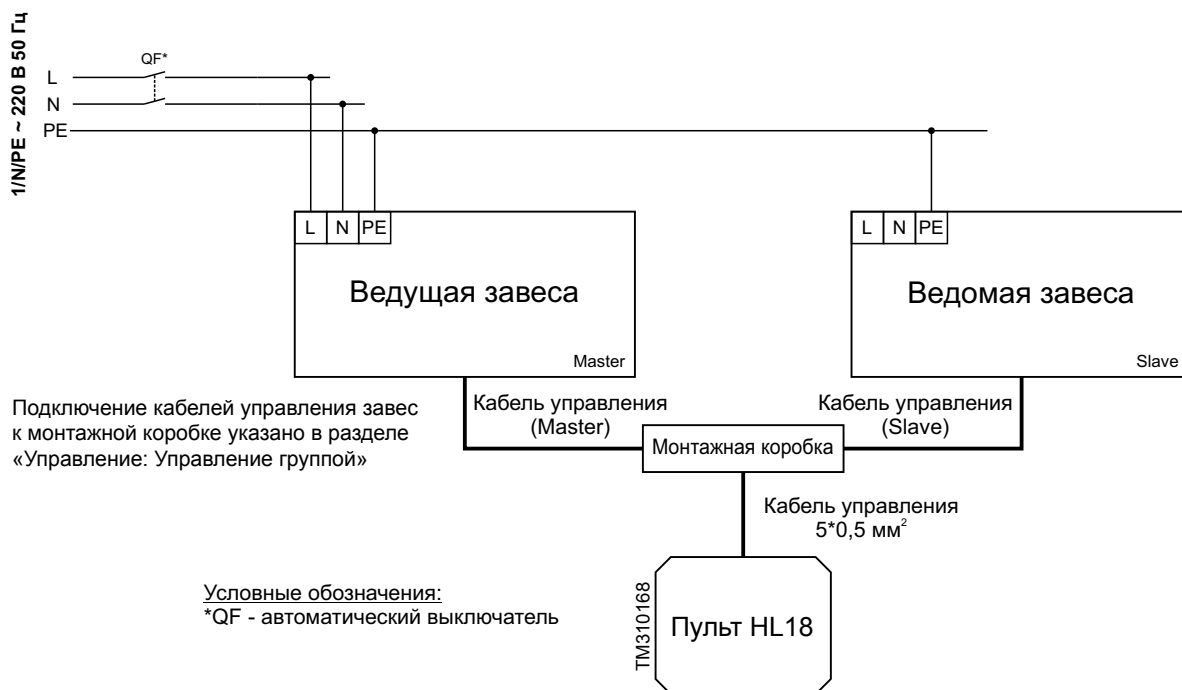 1/N/PE ~ 220 В 50 Гц
QF*
L
N
PE
L N PE
L N PE
Ведущая завеса
Ведомая завеса
Master
Slave
Подключение кабелей управления завес
к монтажной коробке указано в разделе
«Управление: Управление группой»
Кабель управления
(Master)
Кабель управления
(Slave)
Монтажная коробка
Кабель управления
5*0,5 мм²
Условные обозначения:
*QF - автоматический выключатель
TM310168
Пульт HL18